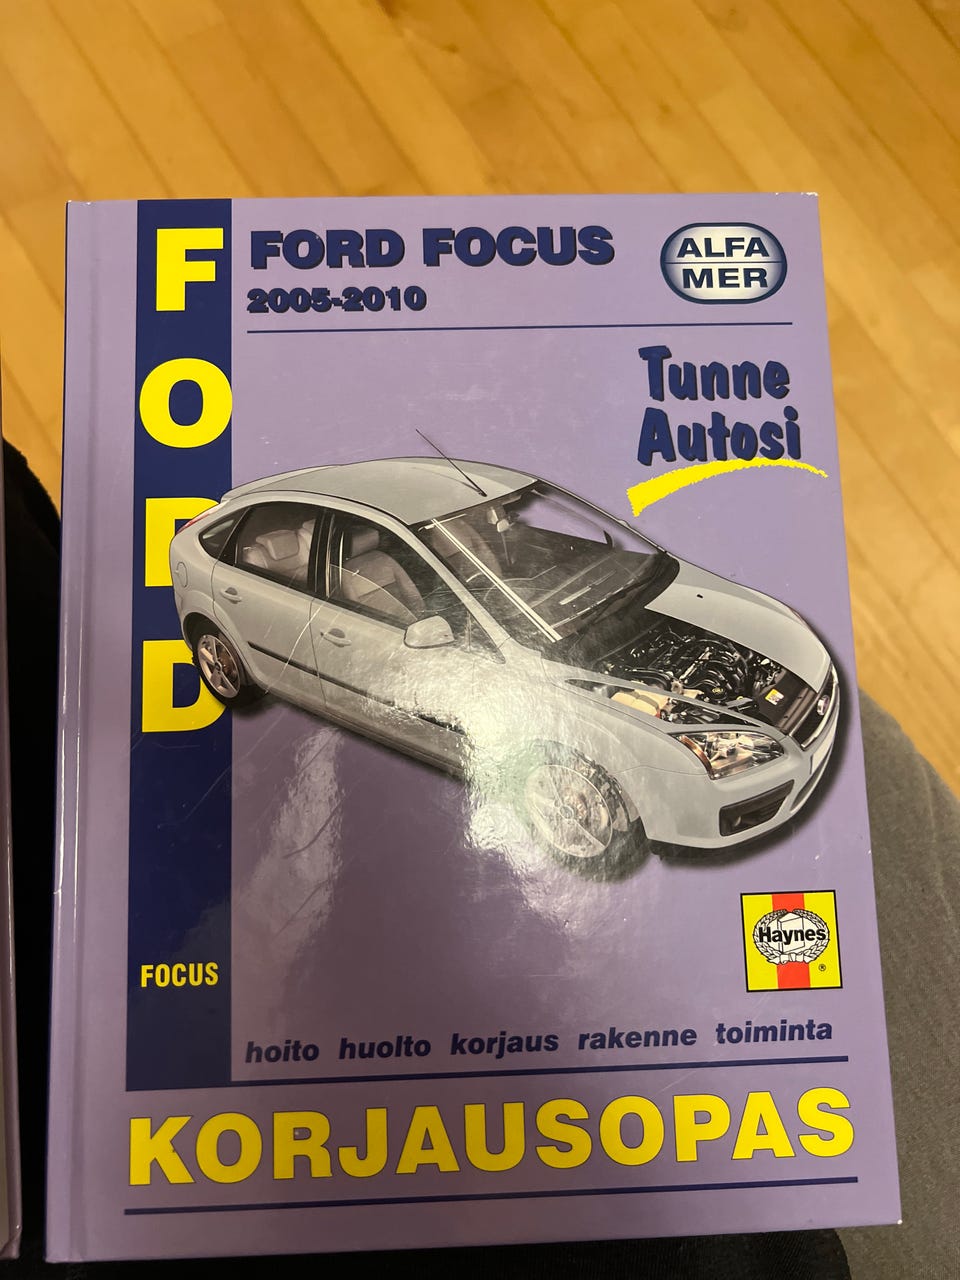 FORD
FORD FOCUS
2005-2010
ALFA
MER
Tunne
Autosi
Haynes
®
FOCUS
hoito huolto korjaus rakenne toiminta
KORJAUSOPAS